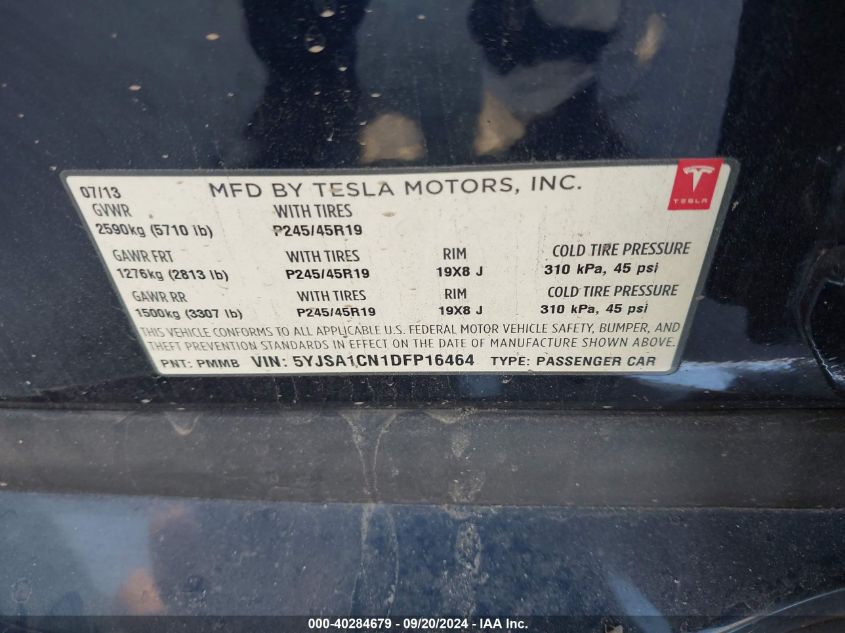 07/13 MFD BY TESLA MOTORS, INC.
TESLA
GVWR WITH TIRES
2590kg (5710 lb) P245/45R19
GAWR FRT WITH TIRES RIM COLD TIRE PRESSURE
1276kg (2813 lb) P245/45R19 19X8 J 310 kPa, 45 psi
GAWR RR WITH TIRES RIM COLD TIRE PRESSURE
1500kg (3307 lb) P245/45R19 19X8 J 310 kPa, 45 psi
THIS VEHICLE CONFORMS TO ALL APPLICABLE U.S. FEDERAL MOTOR VEHICLE SAFETY, BUMPER, AND
THEFT PREVENTION STANDARDS IN EFFECT ON THE DATE OF MANUFACTURE SHOWN ABOVE.
PNT: PMMB VIN: 5YJSA1CN1DFP16464 TYPE: PASSENGER CAR
000-40284679 - 09/20/2024 - IAA Inc.